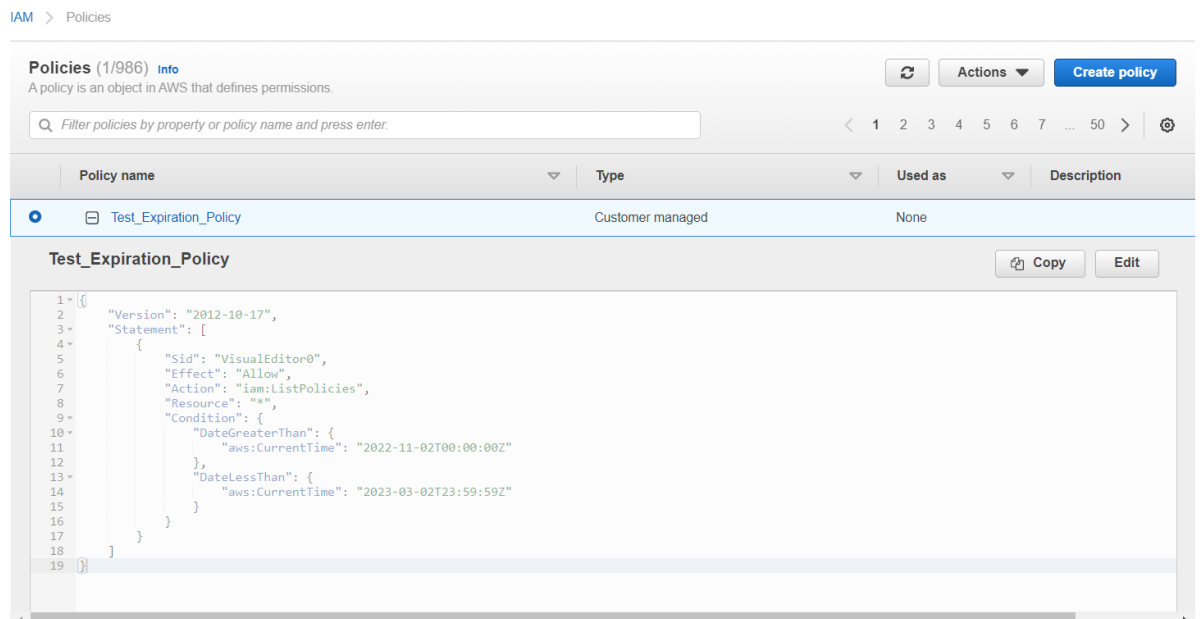 IAM > Policies
Policies (1/986) Info
A policy is an object in AWS that defines permissions.
Actions
Create policy
Filter policies by property or policy name and press enter.
1 2 3 4 5 6 7 ... 50
Policy name Type Used as Description
Test_Expiration_Policy Customer managed None
Test_Expiration_Policy
Copy Edit
1 {
2 "Version": "2012-10-17",
3 "Statement": [
4 {
5 "Sid": "VisualEditor0",
6 "Effect": "Allow",
7 "Action": "iam:ListPolicies",
8 "Resource": "*",
9 "Condition": {
10 "DateGreaterThan": {
11 "aws:CurrentTime": "2022-11-02T00:00:00Z"
12 },
13 "DateLessThan": {
14 "aws:CurrentTime": "2023-03-02T23:59:59Z"
15 }
16 }
17 }
18 ]
19 }